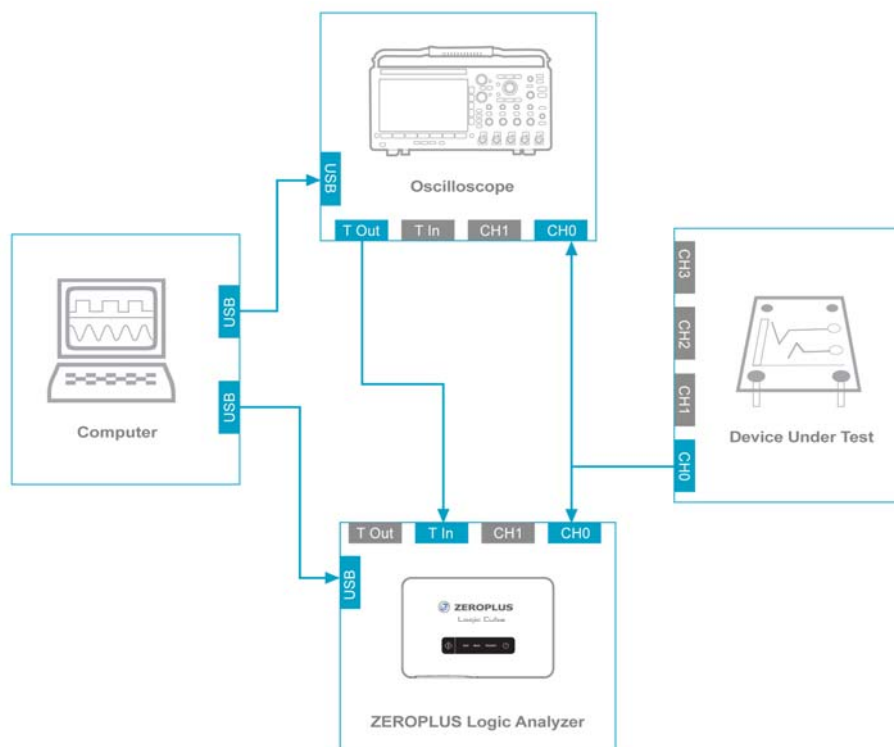 Oscilloscope
USB
T Out
T In
CH1
CH0
USB
USB
Computer
CH3
CH2
CH1
CH0
Device Under Test
T Out
T In
CH1
CH0
USB
ZEROPLUS
Logic Cube
ZEROPLUS Logic Analyzer